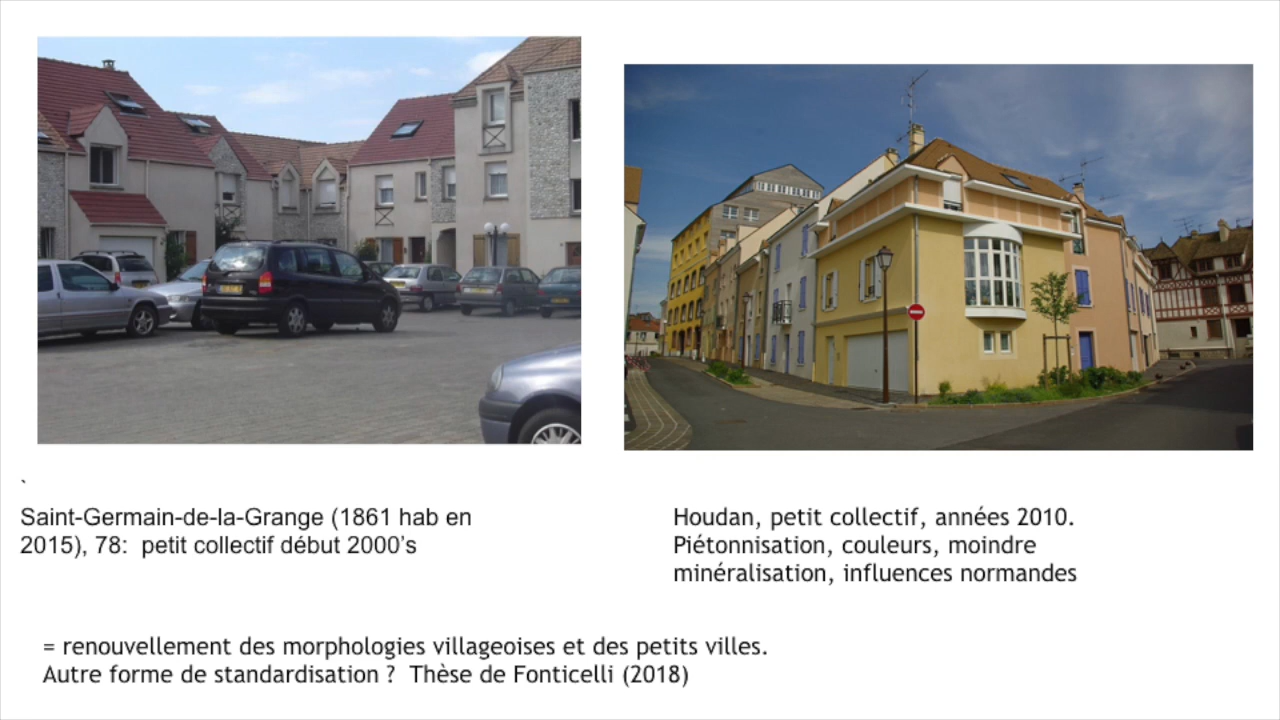 `
Saint-Germain-de-la-Grange (1861 hab en
2015), 78:  petit collectif début 2000's
Houdan, petit collectif, années 2010.
Piétonnisation, couleurs, moindre
minéralisation, influences normandes
= renouvellement des morphologies villageoises et des petits villes.
Autre forme de standardisation ?  Thèse de Fonticelli (2018)